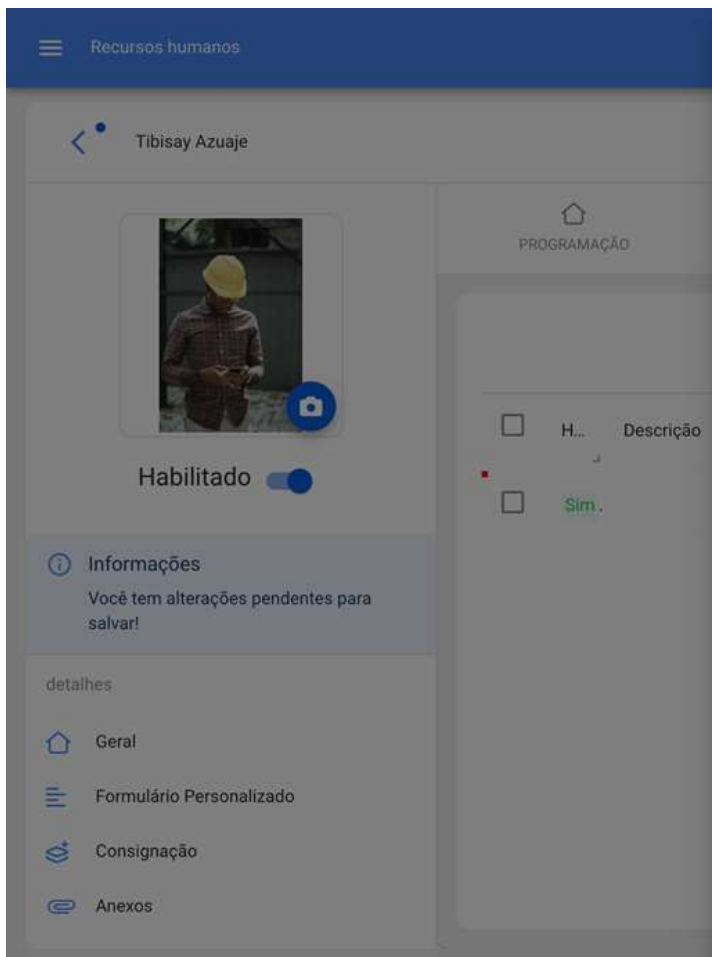 Recursos humanos
Tibisay Azuaje
PROGRAMAÇÃO
Habilitado
H... Descrição
Sim.
Informações
Você tem alterações pendentes para
salvar!
detalhes
Geral
Formulário Personalizado
Consignação
Anexos